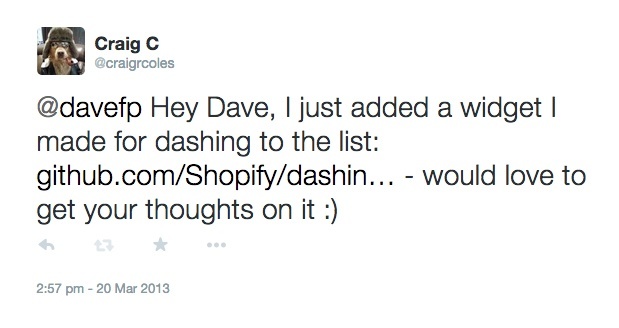 Craig C
@craigrcoles
@davefp Hey Dave, I just added a widget I
made for dashing to the list:
github.com/Shopify/dashin... - would love to
get your thoughts on it :)
2:57 pm - 20 Mar 2013